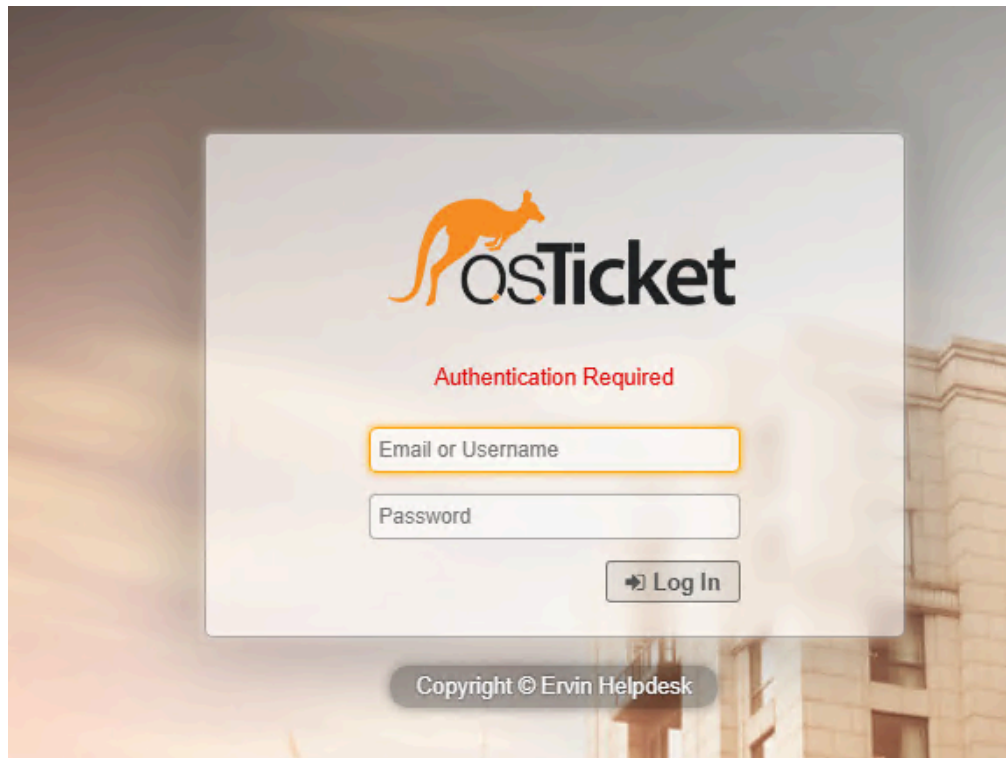 osTicket
Authentication Required
Email or Username
Password
Log In
Copyright © Ervin Helpdesk